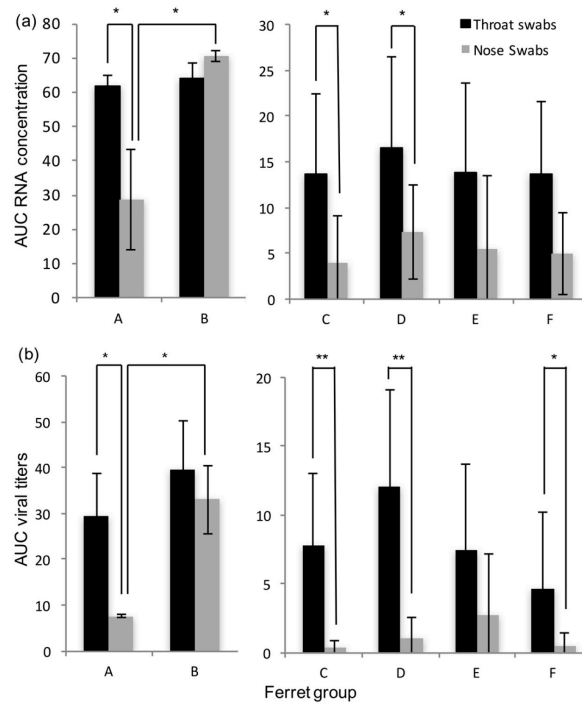 (a)
* *
AUC RNA concentration
80
70
60
50
40
30
20
10
0
A B
* *
Throat swabs
Nose Swabs
30
25
20
15
10
5
0
C D E F
(b)
* *
AUC viral titers
60
50
40
30
20
10
0
A B
** ** *
20
15
10
5
0
C D E F
Ferret group